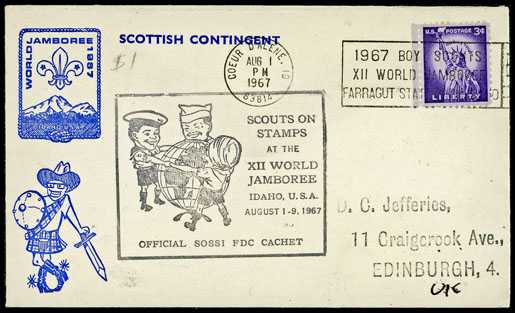 SCOTTISH CONTINGENT
WORLD JAMBOREE 1967
IDAHO U.S.A.
$1
COEUR D'ALENE, ID
AUG 1
PM
1967
83814
1967 BOY SCOUTS
XII WORLD JAMBOREE
FARRAGUT STA
U.S. POSTAGE 3¢
LIBERTY
SCOUTS ON
STAMPS
AT THE
XII WORLD
JAMBOREE
IDAHO, U.S.A.
AUGUST 1-9, 1967
OFFICIAL SOSSI FDC CACHET
D. C. Jefferies,
11 Craigcrook Ave.,
EDINBURGH, 4.
UK